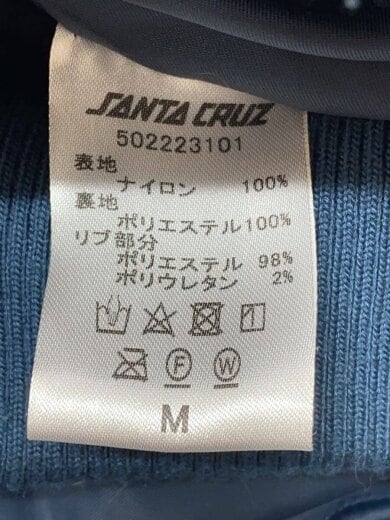 SANTA CRUZ
502223101
表地
ナイロン 100%
裏地
ポリエステル100%
リブ部分
ポリエステル 98%
ポリウレタン 2%
F W
M